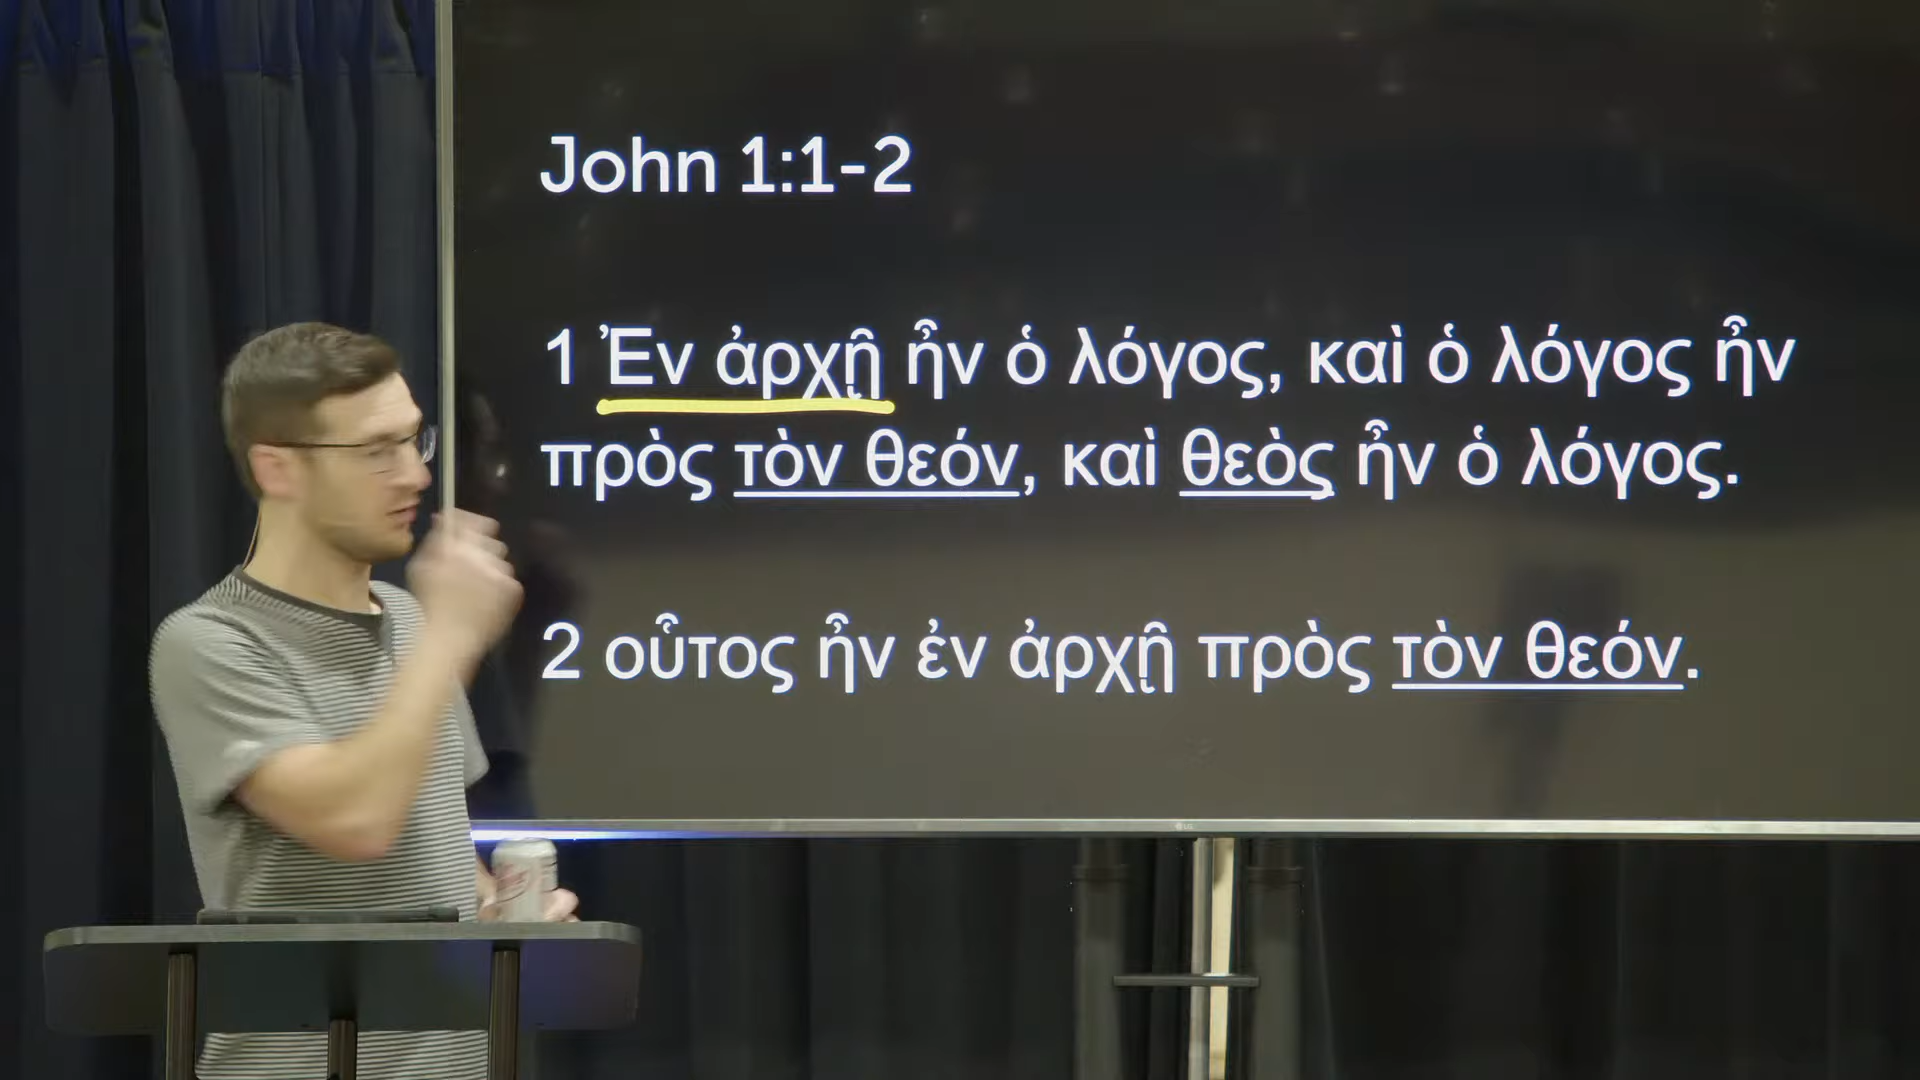 John 1:1-2
1 Ἐν ἀρχῇ ἦν ὁ λόγος, καὶ ὁ λόγος ἦν
πρὸς τὸν θεόν, καὶ θεὸς ἦν ὁ λόγος.
2 οὗτος ἦν ἐν ἀρχῇ πρὸς τὸν θεόν.
LG